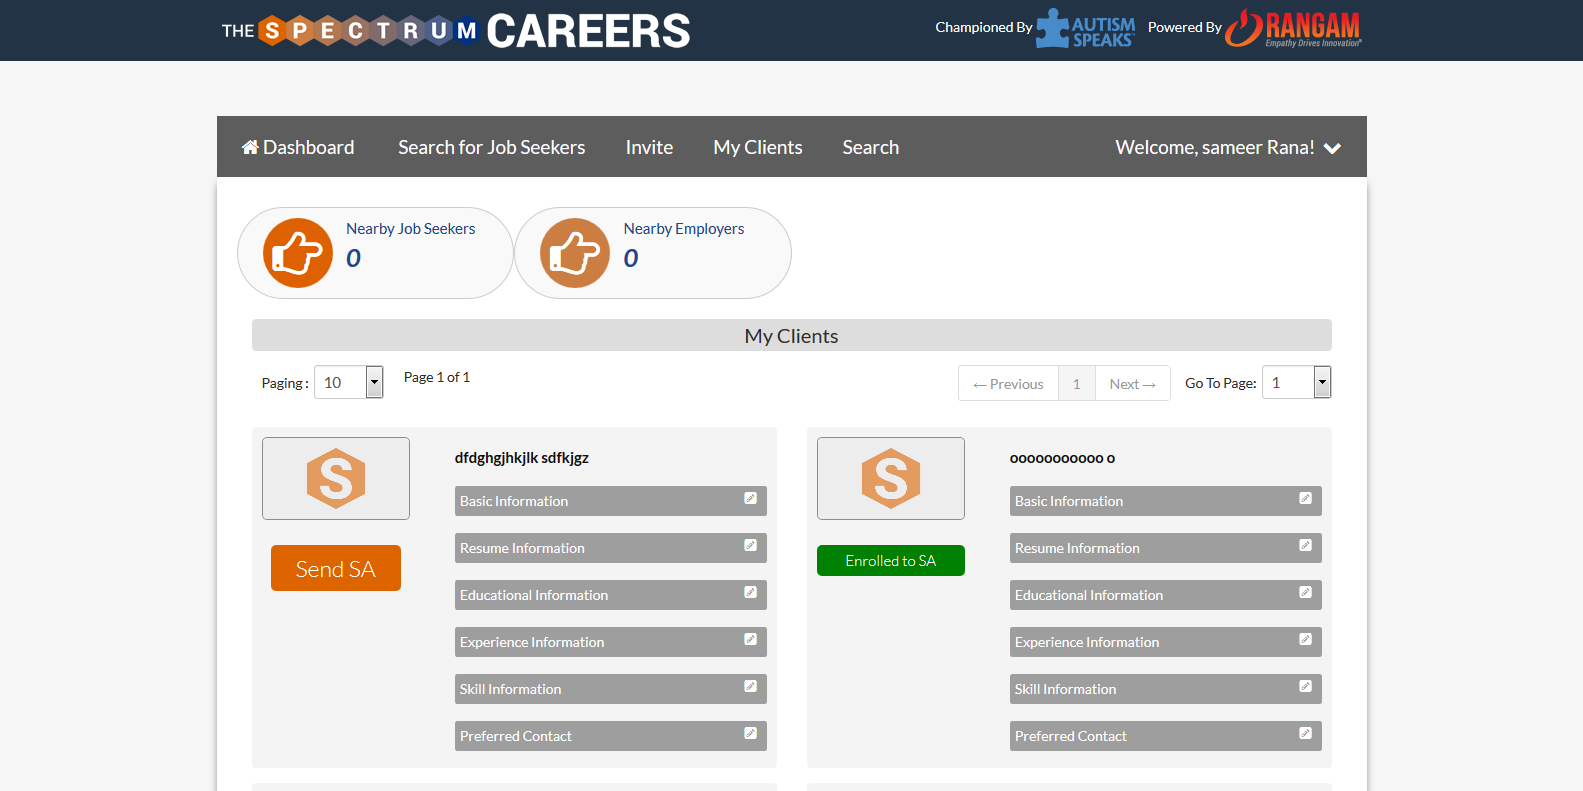 THE SPECTRUM CAREERS
Championed By AUTISM SPEAKS Powered By RANGAM
Empathy Drives Innovation®
Dashboard Search for Job Seekers Invite My Clients Search Welcome, sameer Rana!
Nearby Job Seekers
0
Nearby Employers
0
My Clients
Paging : 10 Page 1 of 1 ← Previous 1 Next → Go To Page: 1
S
dfdghgjhkjlk sdfkjgz
Basic Information
Send SA
Resume Information
Educational Information
Experience Information
Skill Information
Preferred Contact
S
ooooooooooo o
Basic Information
Enrolled to SA
Resume Information
Educational Information
Experience Information
Skill Information
Preferred Contact